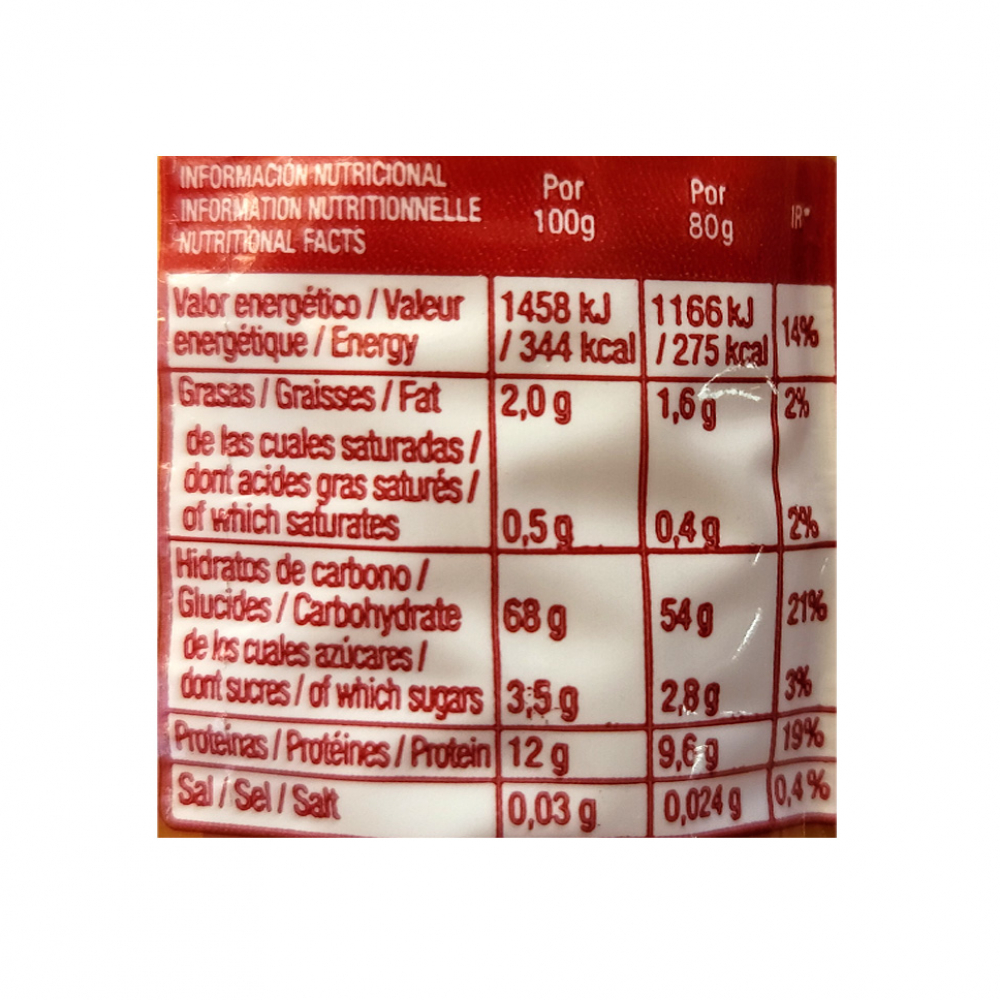 INFORMACIÓN NUTRICIONAL
INFORMATION NUTRITIONNELLE
NUTRITIONAL FACTS
Por 100g
Por 80g
IR*
Valor energético / Valeur énergétique / Energy
1458 kJ / 344 kcal
1166 kJ / 275 kcal
14%
Grasas / Graisses / Fat
2,0 g
1,6 g
2%
de las cuales saturadas /
dont acides gras saturés /
of which saturates
0,5 g
0,4 g
2%
Hidratos de carbono /
Glucides / Carbohydrate
68 g
54 g
21%
de los cuales azúcares /
dont sucres / of which sugars
3,5 g
2,8 g
3%
Proteínas / Protéines / Protein
12 g
9,6 g
19%
Sal / Sel / Salt
0,03 g
0,024 g
0,4%